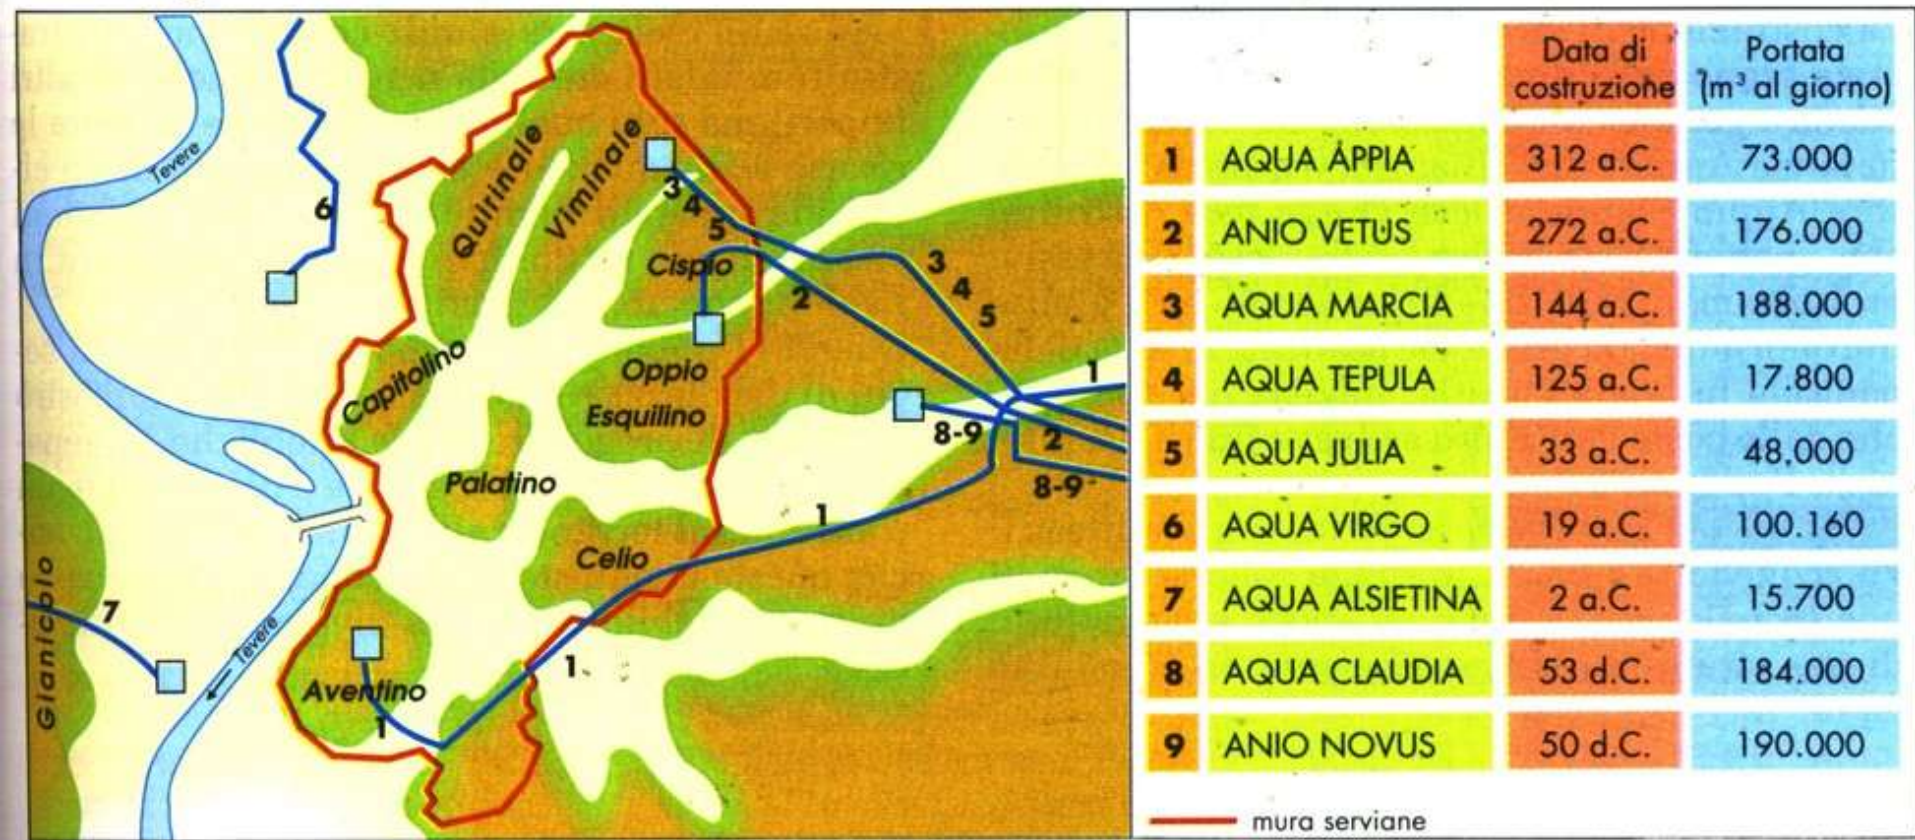 Tevere
6
Quirinale
Viminale
3
4
5
Cispio
2
3
4
5
Capitolino
Oppio
Esquilino
1
8-9
2
8-9
Palatino
1
Celio
Gianicolo
7
Tevere
Aventino
1
1
Data di costruzione
Portata (m³ al giorno)
1 AQUA APPIA 312 a.C. 73.000
2 ANIO VETUS 272 a.C. 176.000
3 AQUA MARCIA 144 a.C. 188.000
4 AQUA TEPULA 125 a.C. 17.800
5 AQUA JULIA 33 a.C. 48.000
6 AQUA VIRGO 19 a.C. 100.160
7 AQUA ALSIETINA 2 a.C. 15.700
8 AQUA CLAUDIA 53 d.C. 184.000
9 ANIO NOVUS 50 d.C. 190.000
mura serviane